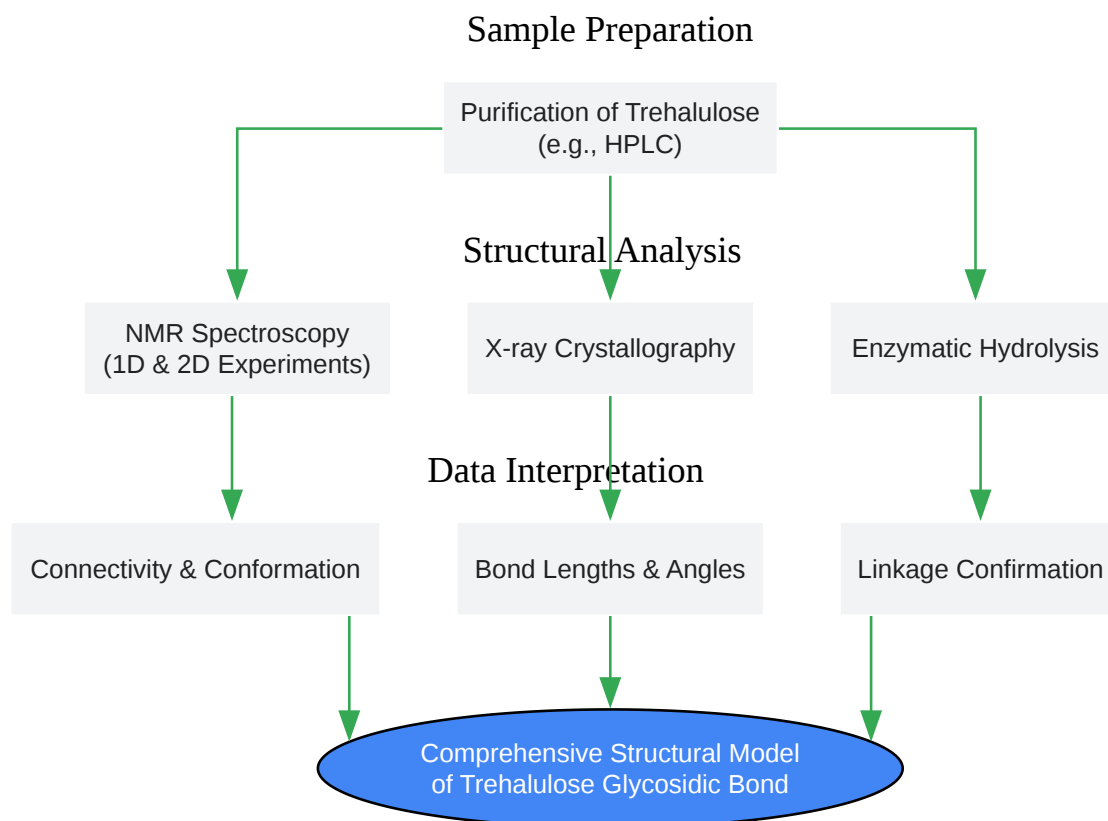 Sample Preparation
Purification of Trehalulose
(e.g., HPLC)
Structural Analysis
NMR Spectroscopy
(1D & 2D Experiments)
X-ray Crystallography
Enzymatic Hydrolysis
Data Interpretation
Connectivity & Conformation
Bond Lengths & Angles
Linkage Confirmation
Comprehensive Structural Model
of Trehalulose Glycosidic Bond